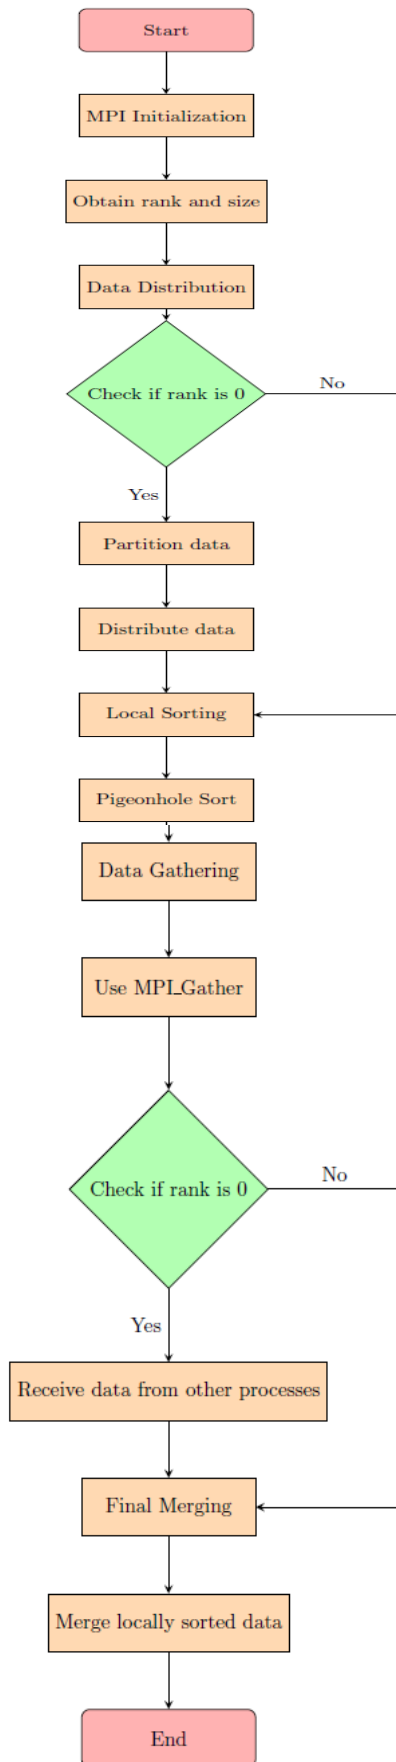 Start
MPI Initialization
Obtain rank and size
Data Distribution
Check if rank is 0
No
Yes
Partition data
Distribute data
Local Sorting
Pigeonhole Sort
Data Gathering
Use MPI_Gather
Check if rank is 0
No
Yes
Receive data from other processes
Final Merging
Merge locally sorted data
End